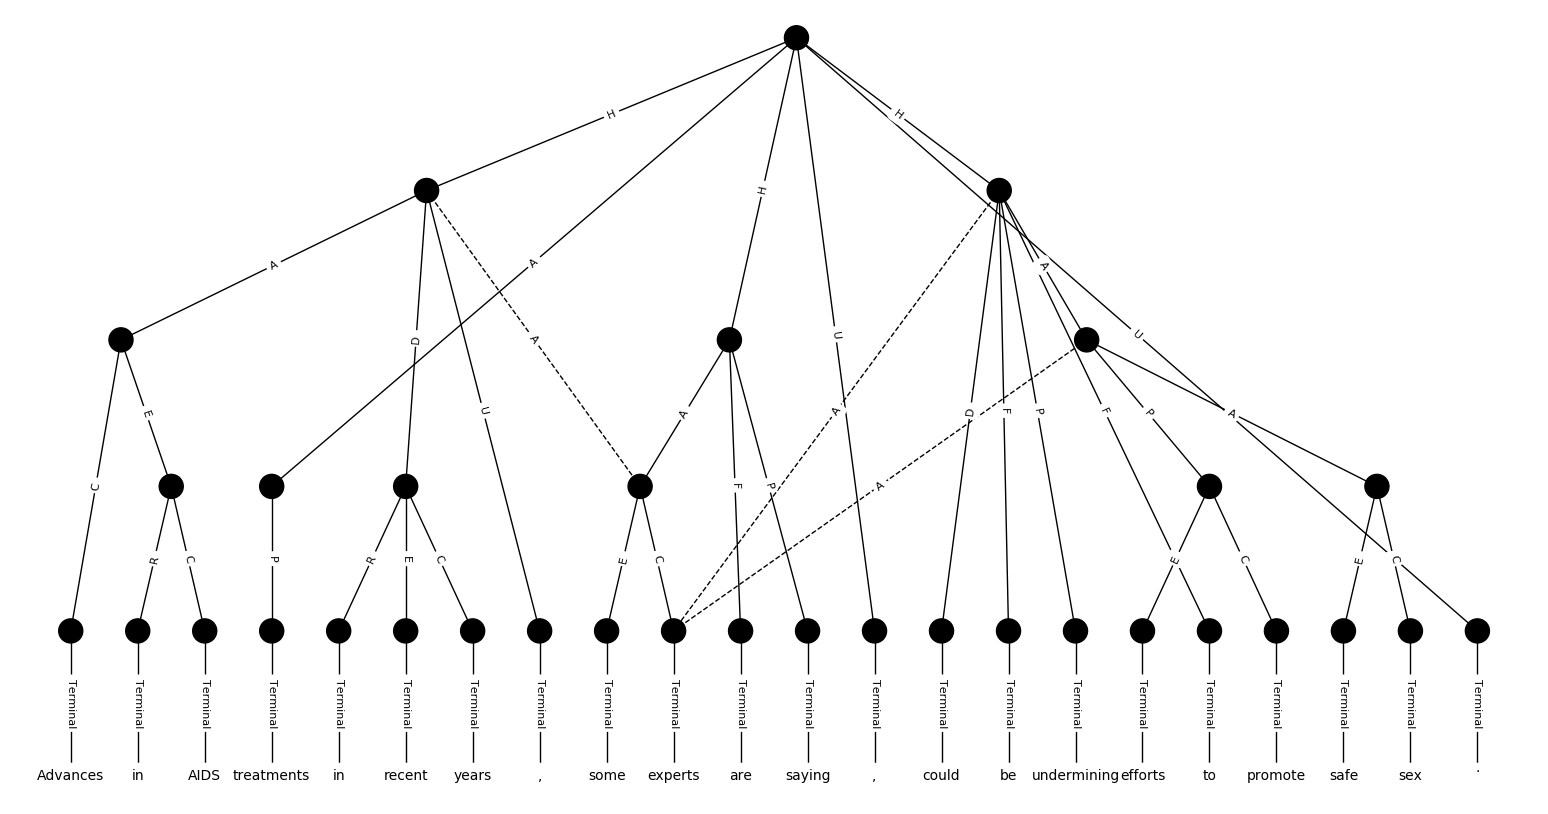 H H H
A A U
A D A U A A
E U A A D F P F P A
C F P A
R C P R E C E C E C E C
Terminal Terminal Terminal Terminal Terminal Terminal Terminal Terminal Terminal Terminal Terminal Terminal Terminal Terminal Terminal Terminal Terminal Terminal Terminal Terminal Terminal Terminal
Advances in AIDS treatments in recent years , some experts are saying , could be undermining efforts to promote safe sex .